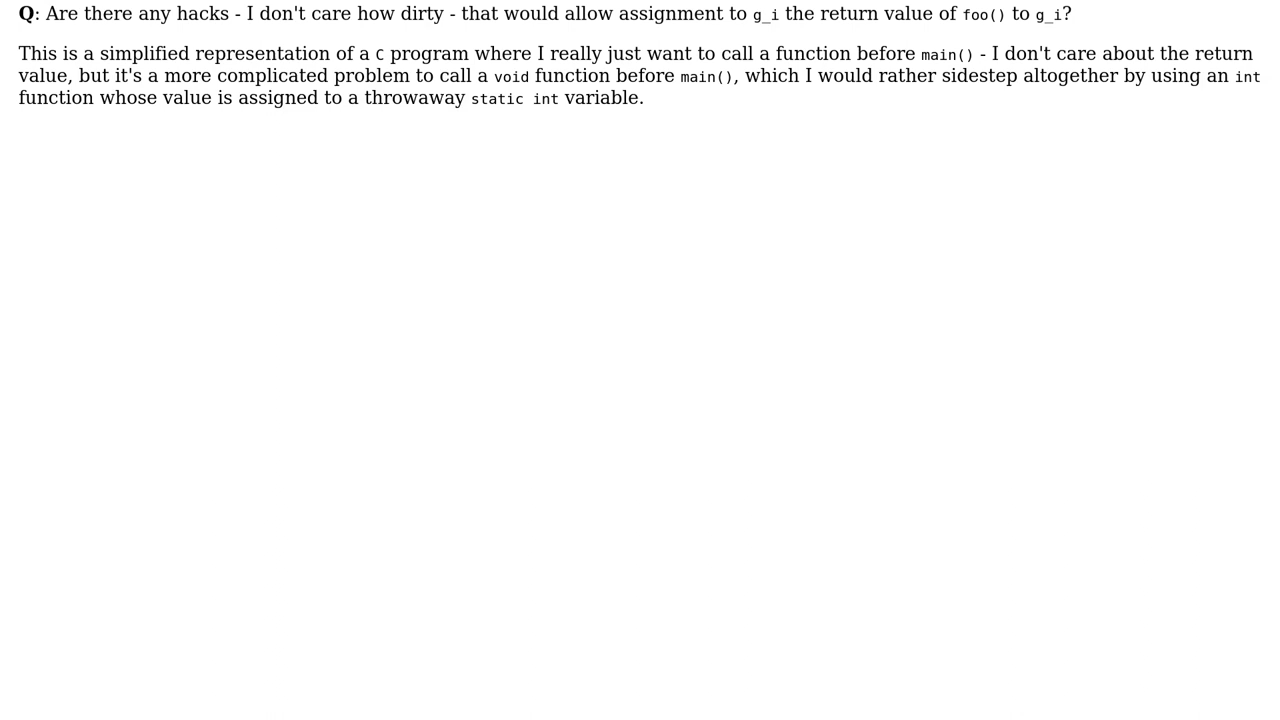 Q: Are there any hacks - I don't care how dirty - that would allow assignment to g_i the return value of foo() to g_i?
This is a simplified representation of a C program where I really just want to call a function before main() - I don't care about the return
value, but it's a more complicated problem to call a void function before main(), which I would rather sidestep altogether by using an int
function whose value is assigned to a throwaway static int variable.